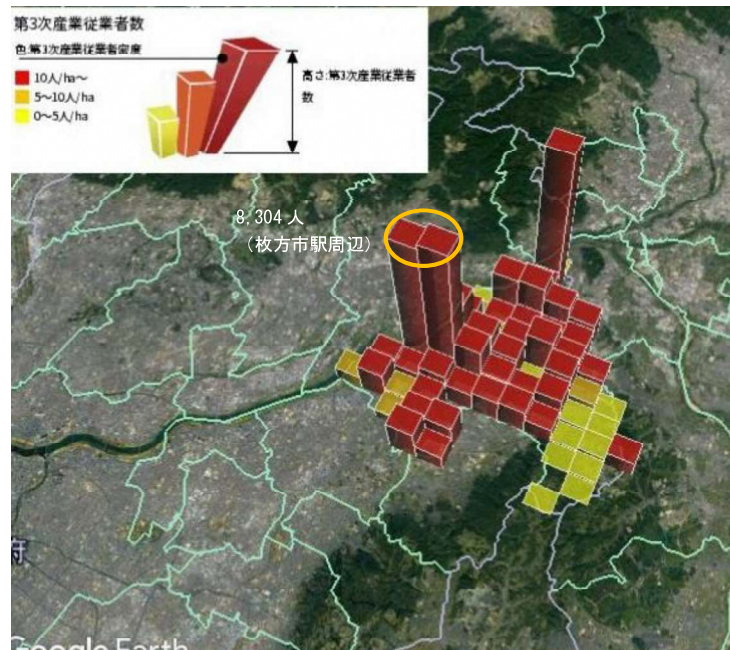 第3次産業従業者数
色:第3次産業従業者密度
10人/ha～
5～10人/ha
0～5人/ha
高さ:第3次産業従業者
数
8,304人
（枚方市駅周辺）
府
Google Earth